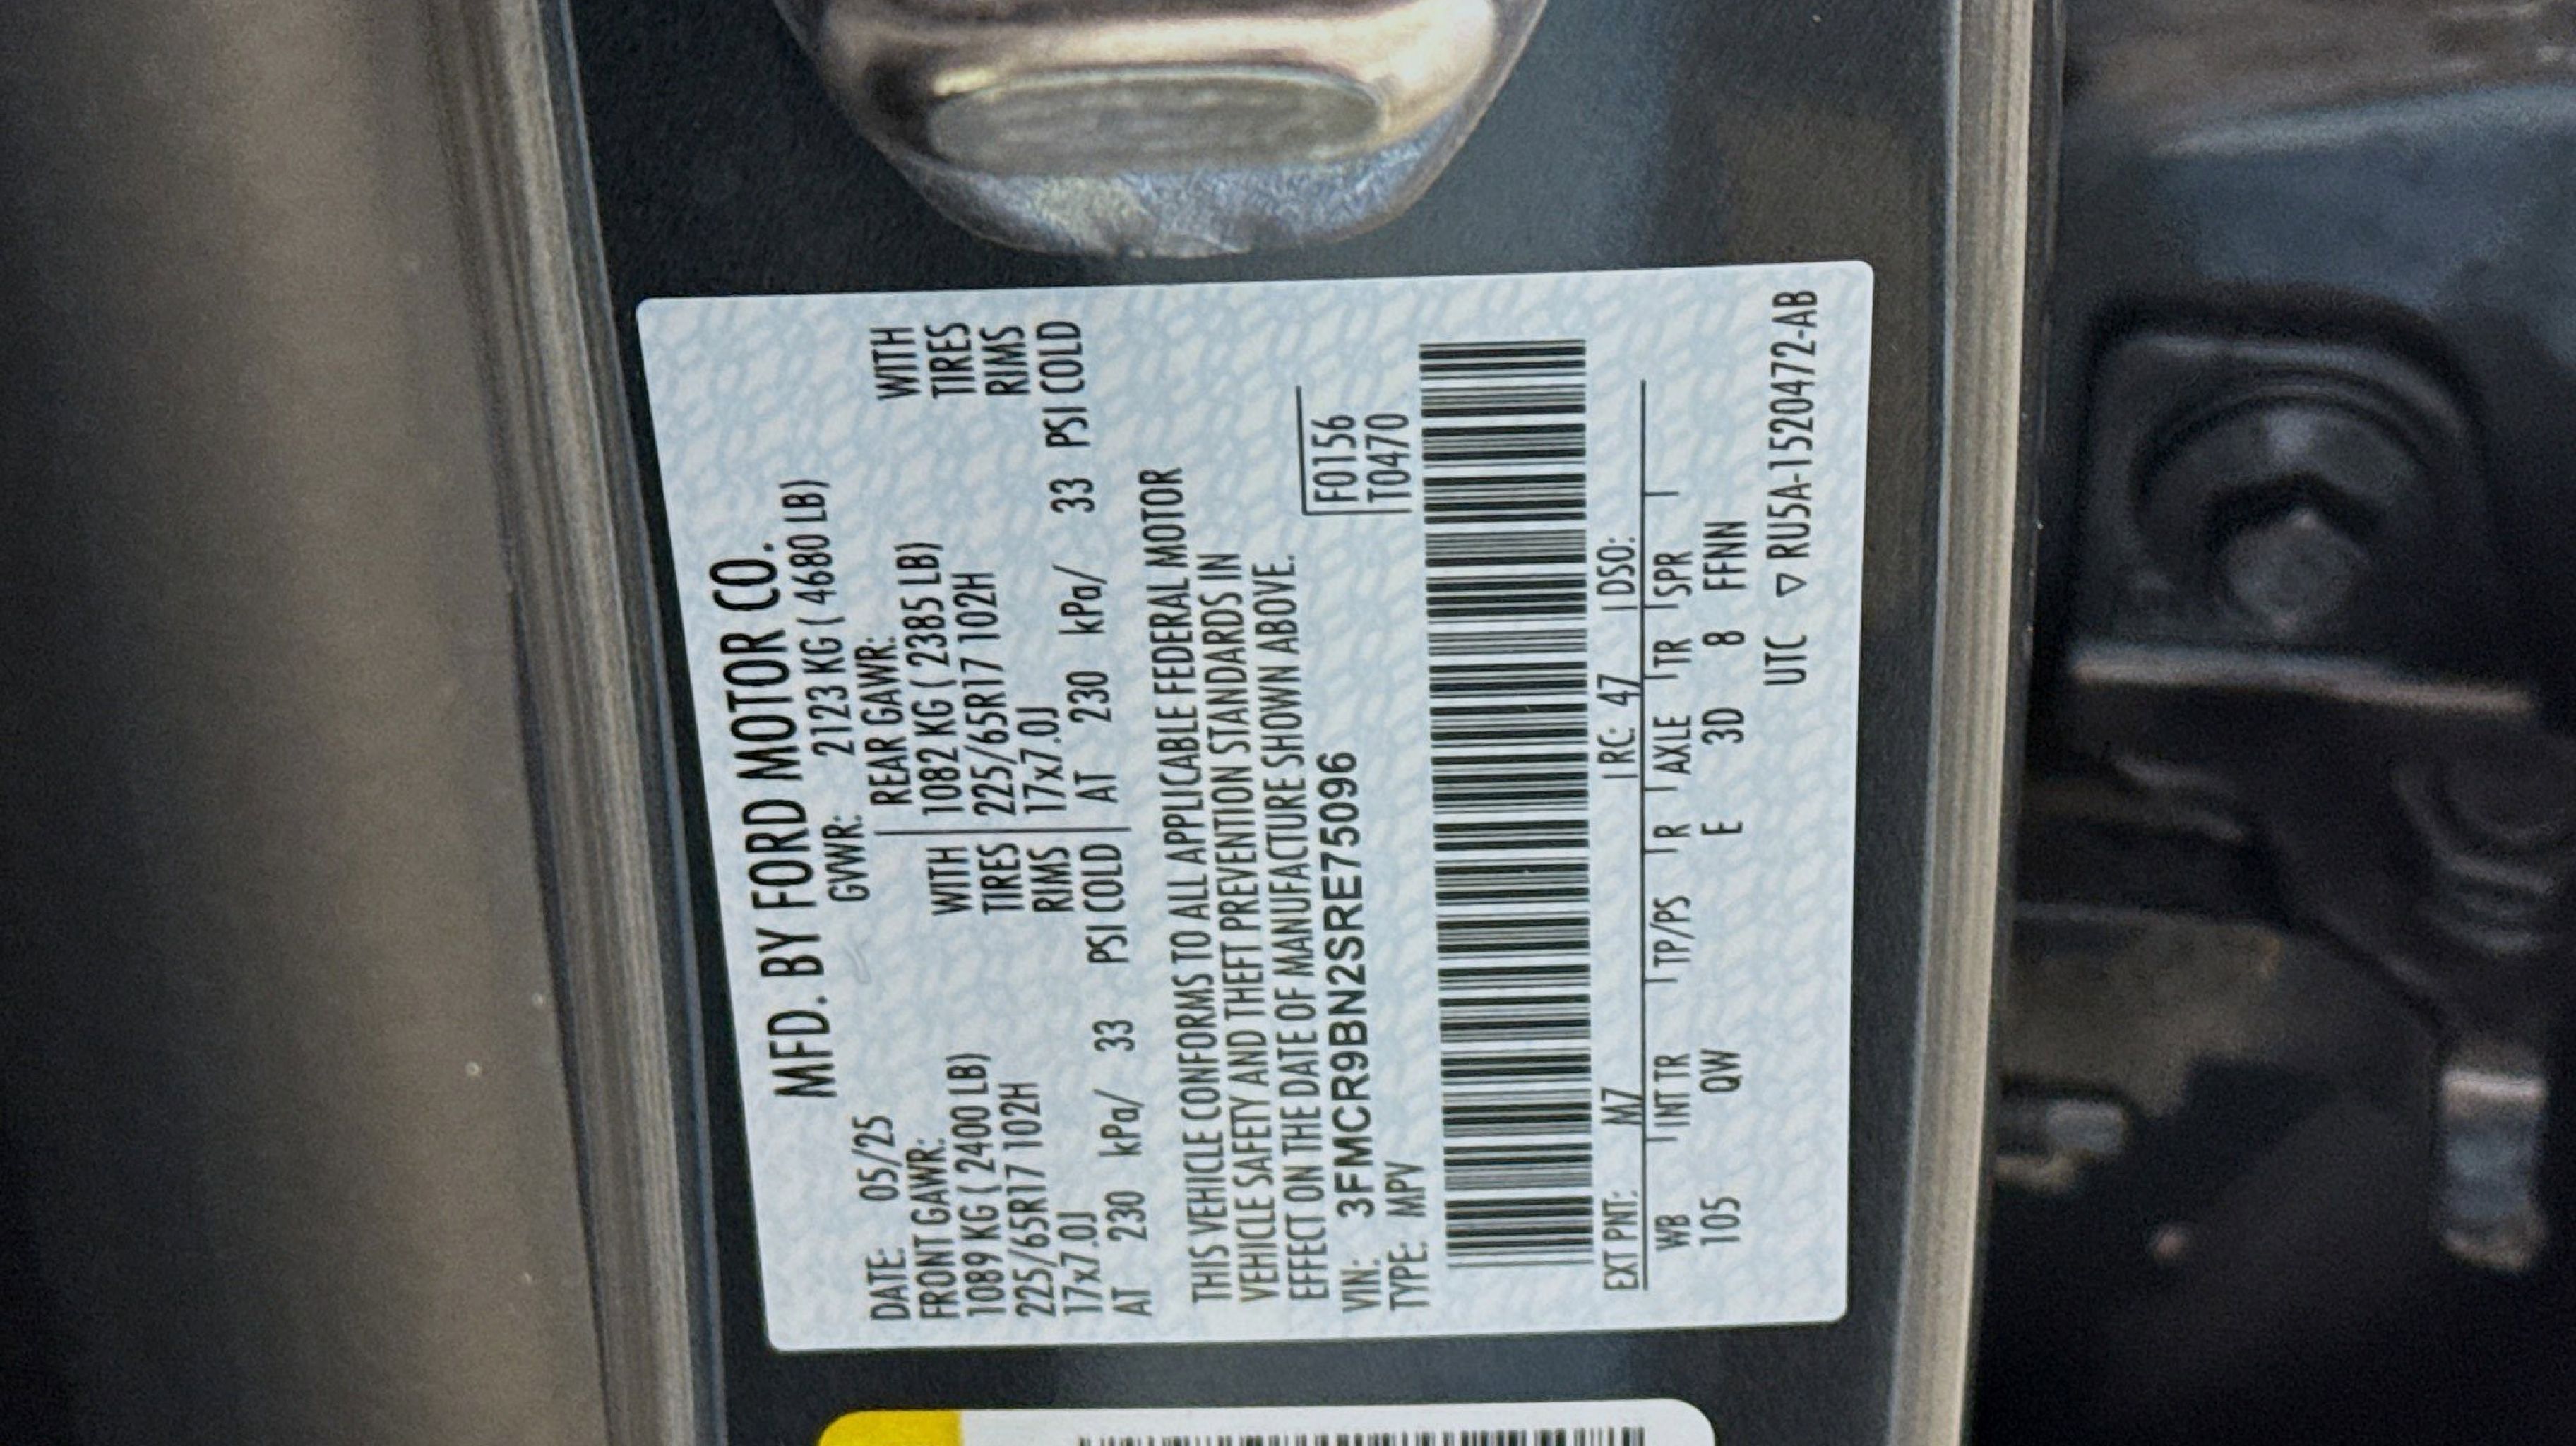 MFD. BY FORD MOTOR CO.
DATE: 05/25 GVWR: 2123 KG ( 4680 LB)
FRONT GAWR: REAR GAWR:
1089 KG ( 2400 LB) WITH 1082 KG ( 2385 LB) WITH
225/65R17 102H TIRES 225/65R17 102H TIRES
17x7.0J RIMS 17x7.0J RIMS
AT 230 kPa/ 33 PSI COLD AT 230 kPa/ 33 PSI COLD
THIS VEHICLE CONFORMS TO ALL APPLICABLE FEDERAL MOTOR
VEHICLE SAFETY AND THEFT PREVENTION STANDARDS IN
EFFECT ON THE DATE OF MANUFACTURE SHOWN ABOVE.
VIN: 3FMCR9BN2SRE75096 F0156
TYPE: MPV T0470
EXT PNT: M7 RC: 47 DSO:
WB INT TR TP/PS R AXLE TR SPR
105 QW E 3D 8 FFNN
UTC ▽ RU5A-1520472-AB